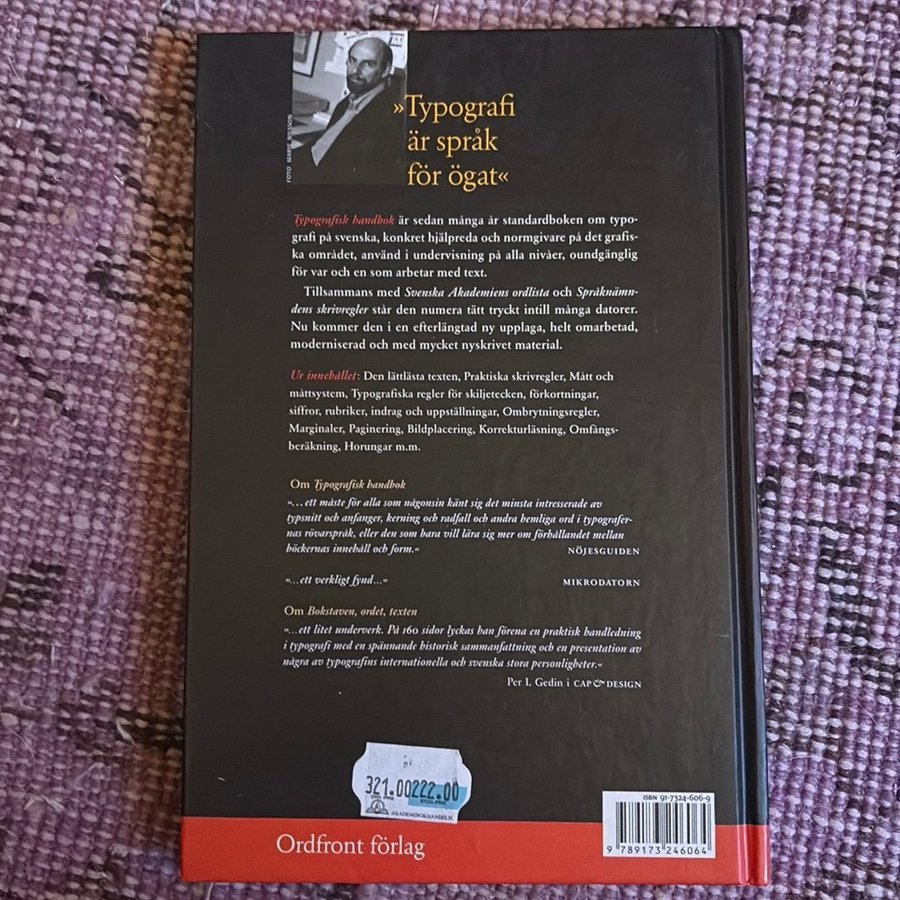 FOTO MARIE NILSSON
»Typografi
är språk
för ögat«
Typografisk handbok är sedan många år standardboken om typo-
grafi på svenska, konkret hjälpreda och normgivare på det grafis-
ka området, använd i undervisning på alla nivåer, oundgänglig
för var och en som arbetar med text.
Tillsammans med Svenska Akademiens ordlista och Språknämn-
dens skrivregler står den numera tätt tryckt intill många datorer.
Nu kommer den i en efterlängtad ny upplaga, helt omarbetad,
moderniserad och med mycket nyskrivet material.
Ur innehållet: Den lättlästa texten, Praktiska skrivregler, Mått och
måttsystem, Typografiska regler för skiljetecken, förkortningar,
siffror, rubriker, indrag och uppställningar, Ombrytningsregler,
Marginaler, Paginering, Bildplacering, Korrekturläsning, Omfångs-
beräkning, Horungar m.m.
Om Typografisk handbok
»...ett måste för alla som någonsin känt sig det minsta intresserade av
typsnitt och anfanger, kerning och radfall och andra hemliga ord i typografer-
nas rövarspråk, eller den som bara vill lära sig mer om förhållandet mellan
böckernas innehåll och form.« NÖJESGUIDEN
»...ett verkligt fynd...« MIKRODATORN
Om Bokstaven, ordet, texten
»...ett litet underverk. På 160 sidor lyckas han förena en praktisk handledning
i typografi med en spännande historisk sammanfattning och en presentation av
några av typografins internationella och svenska stora personligheter.«
Per I. Gedin i CAP & DESIGN
321.00 222.00
AKADEMIBOKHANDELN
ISBN 91-7324-606-9
9 789173 246064
Ordfront förlag